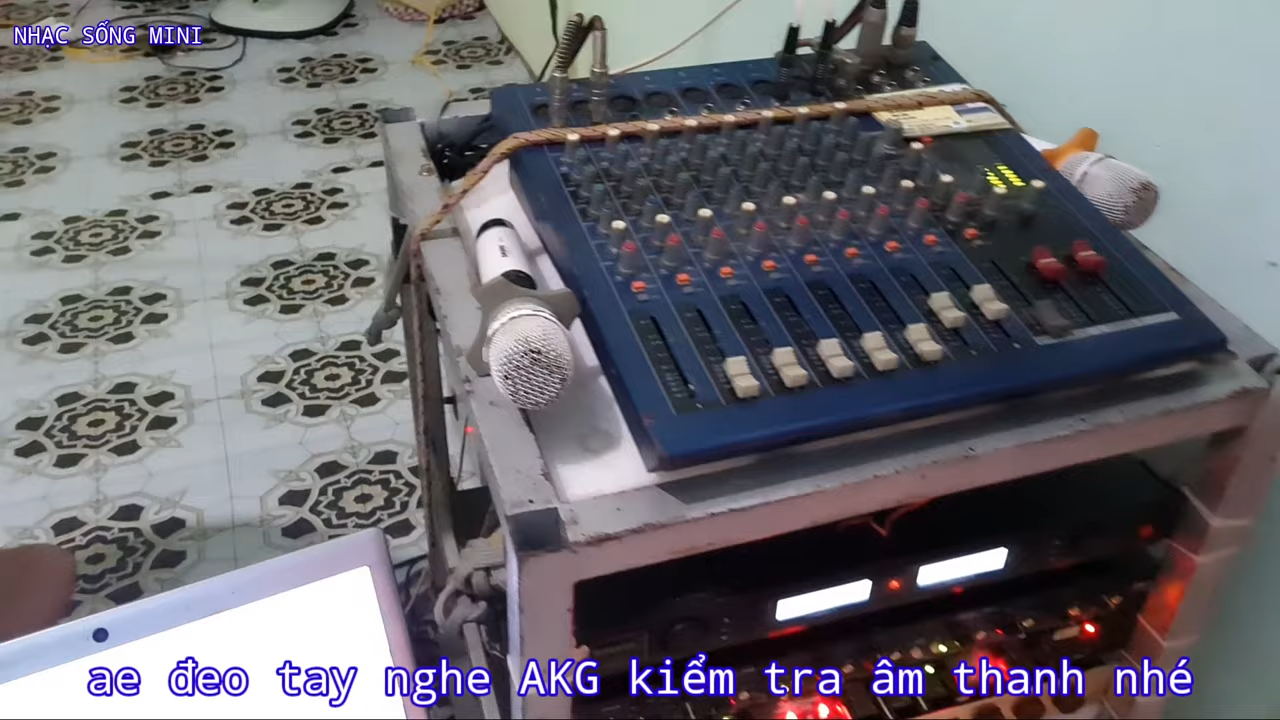 NHẠC SỐNG MINI
ae đeo tay nghe AKG kiểm tra âm thanh nhé